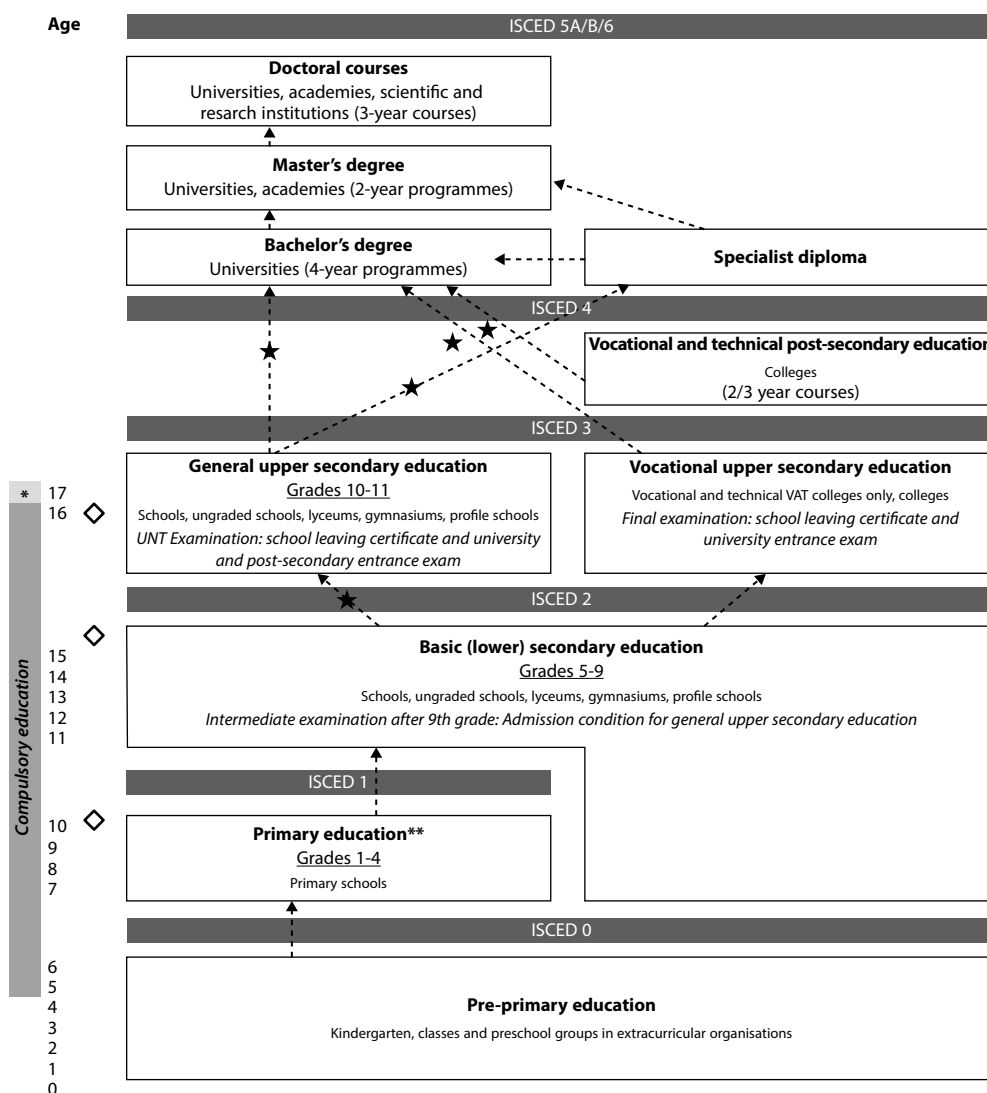 Age
ISCED 5A/B/6
Doctoral courses
Universities, academies, scientific and
resarch institutions (3-year courses)
Master's degree
Universities, academies (2-year programmes)
Bachelor's degree
Universities (4-year programmes)
Specialist diploma
ISCED 4
Vocational and technical post-secondary education
Colleges
(2/3 year courses)
ISCED 3
General upper secondary education
Grades 10-11
Schools, ungraded schools, lyceums, gymnasiums, profile schools
UNT Examination: school leaving certificate and university
and post-secondary entrance exam
Vocational upper secondary education
Vocational and technical VAT colleges only, colleges
Final examination: school leaving certificate and
university entrance exam
*
17
16
ISCED 2
Compulsory education
15
14
13
12
11
Basic (lower) secondary education
Grades 5-9
Schools, ungraded schools, lyceums, gymnasiums, profile schools
Intermediate examination after 9th grade: Admission condition for general upper secondary education
ISCED 1
10
9
8
7
Primary education**
Grades 1-4
Primary schools
ISCED 0
6
5
4
3
2
1
0
Pre-primary education
Kindergarten, classes and preschool groups in extracurricular organisations